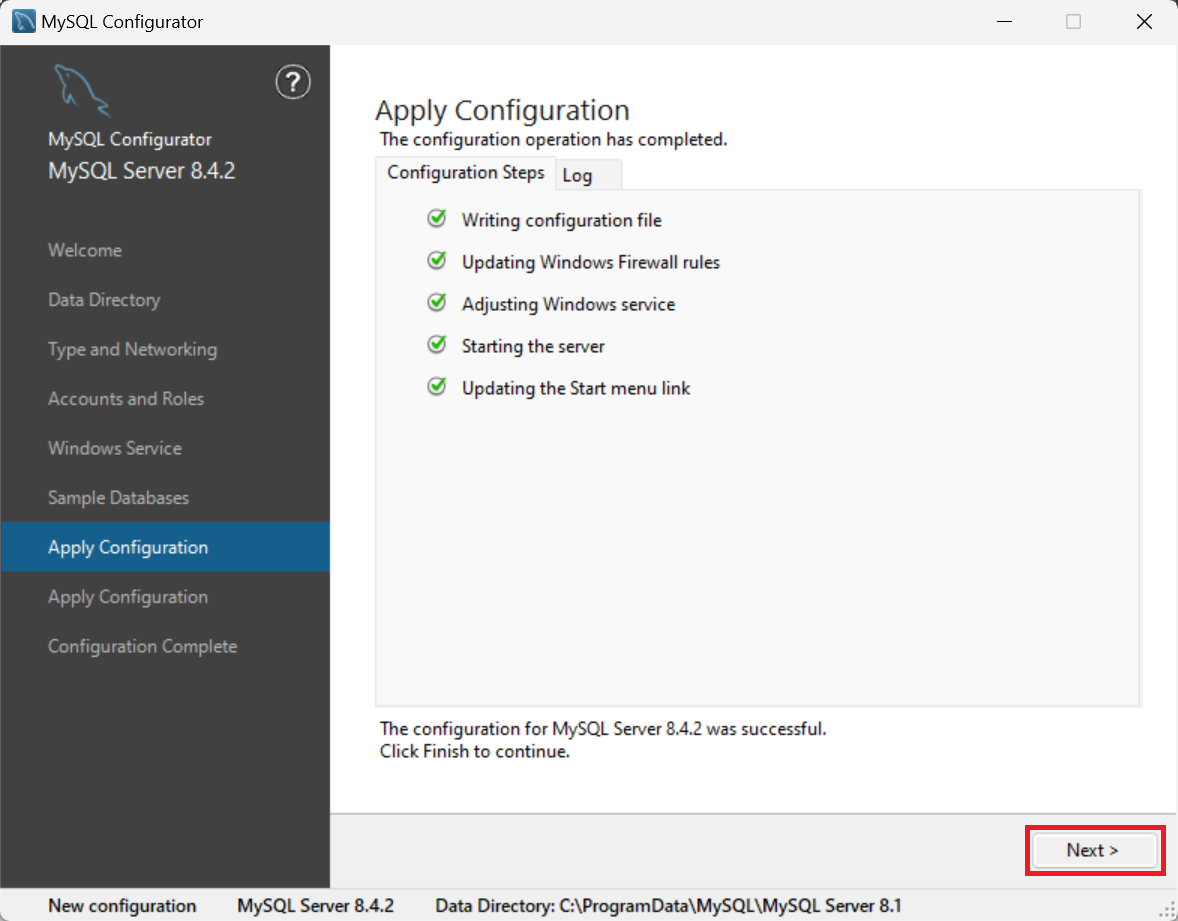 MySQL Configurator
?
MySQL Configurator
MySQL Server 8.4.2
Welcome
Data Directory
Type and Networking
Accounts and Roles
Windows Service
Sample Databases
Apply Configuration
Apply Configuration
Configuration Complete
Apply Configuration
The configuration operation has completed.
Configuration Steps Log
Writing configuration file
Updating Windows Firewall rules
Adjusting Windows service
Starting the server
Updating the Start menu link
The configuration for MySQL Server 8.4.2 was successful.
Click Finish to continue.
Next >
New configuration MySQL Server 8.4.2 Data Directory: C:\ProgramData\MySQL\MySQL Server 8.1